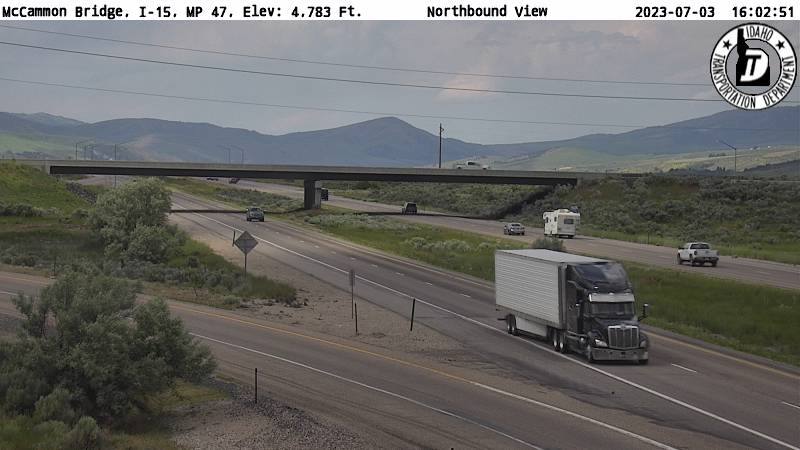 McCammon Bridge, I-15, MP 47, Elev: 4,783 Ft. Northbound View 2023-07-03 16:02:51
IDAHO
TRANSPORTATION DEPARTMENT